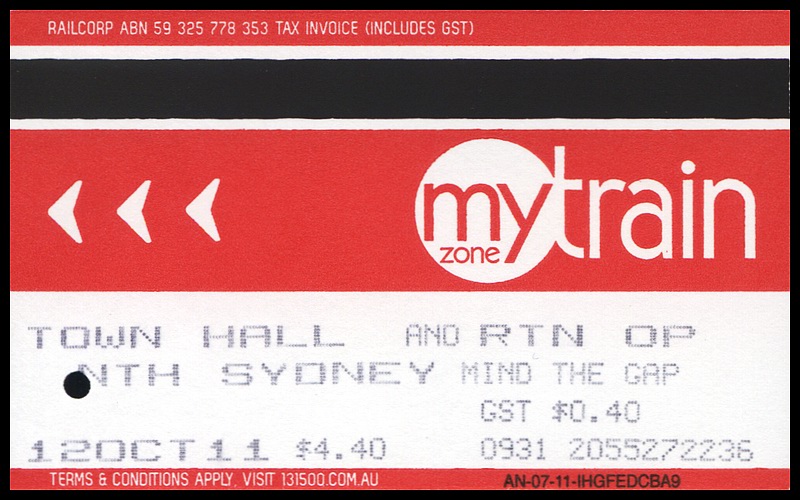 RAILCORP ABN 59 325 778 353 TAX INVOICE (INCLUDES GST)
mytrain
zone
TOWN HALL AND RTN OP
NTH SYDNEY MIND THE GAP
GST $0.40
12OCT11 $4.40 0931 2055272236
TERMS & CONDITIONS APPLY, VISIT 131500.COM.AU
AN-07-11-IHGFEDCBA9